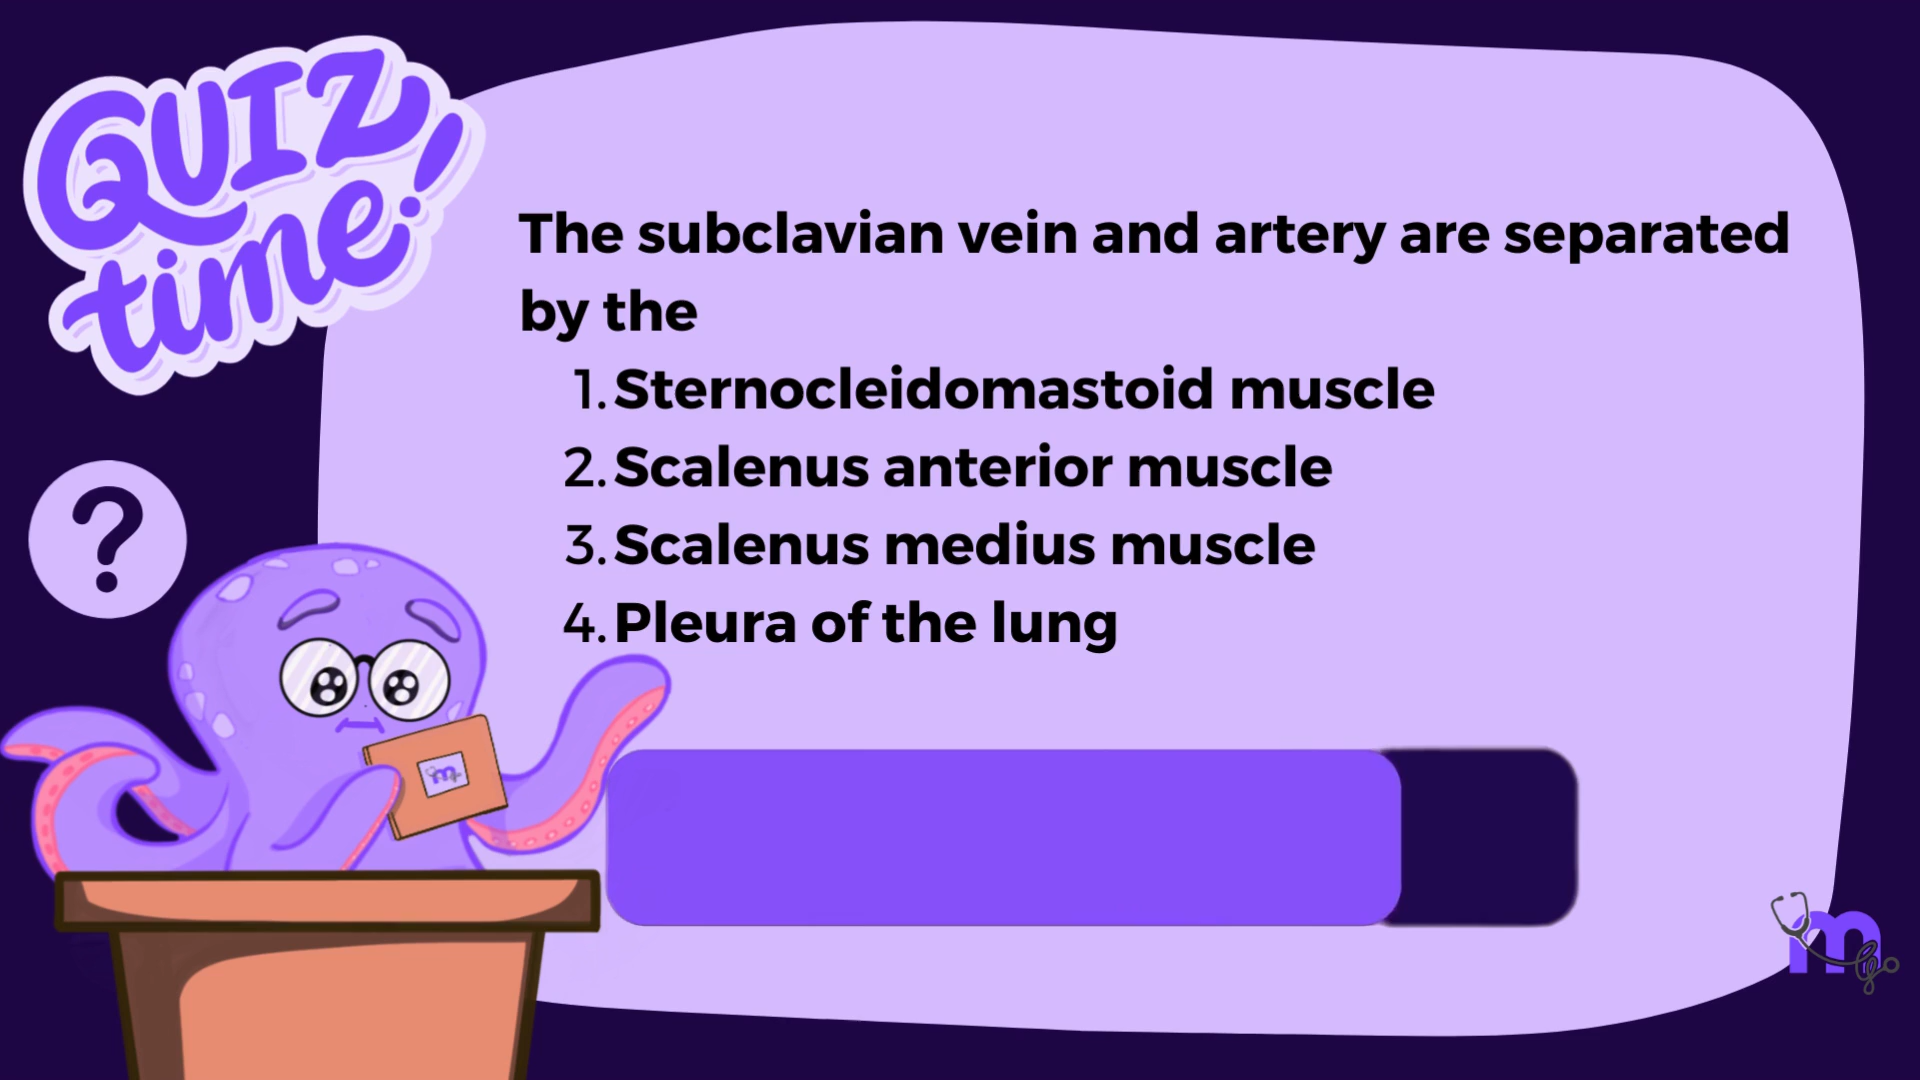 QUIZ
time!
The subclavian vein and artery are separated
by the
1. Sternocleidomastoid muscle
2. Scalenus anterior muscle
3. Scalenus medius muscle
4. Pleura of the lung
?
m
m go